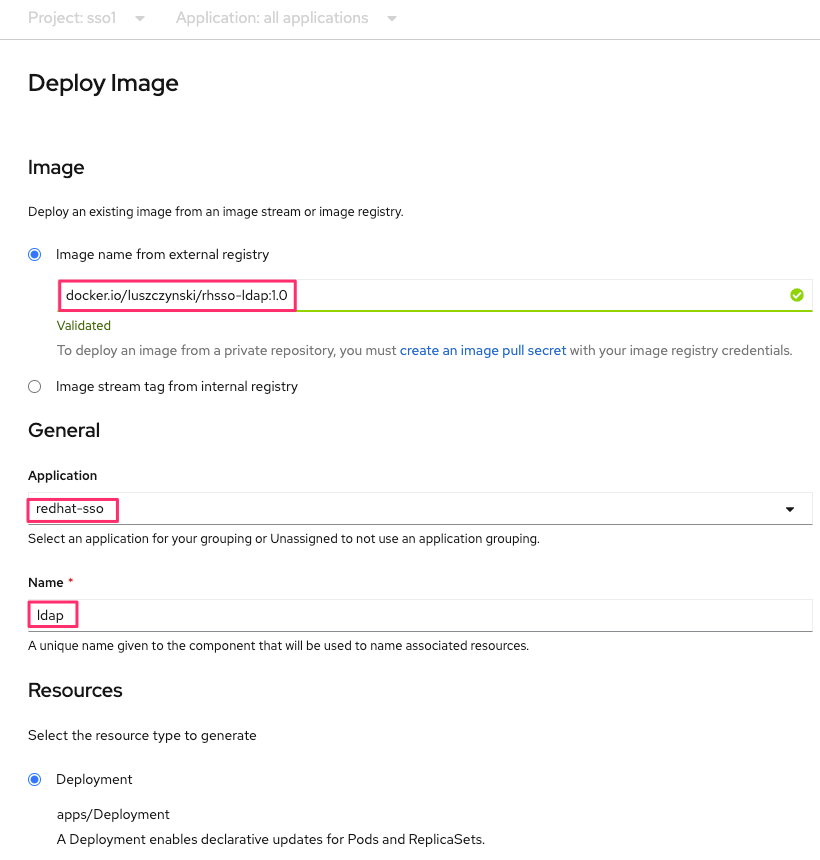 Project: sso1 Application: all applications
Deploy Image
Image
Deploy an existing image from an image stream or image registry.
Image name from external registry
docker.io/luszczynski/rhsso-ldap:1.0
Validated
To deploy an image from a private repository, you must create an image pull secret with your image registry credentials.
Image stream tag from internal registry
General
Application
redhat-sso
Select an application for your grouping or Unassigned to not use an application grouping.
Name *
ldap
A unique name given to the component that will be used to name associated resources.
Resources
Select the resource type to generate
Deployment
apps/Deployment
A Deployment enables declarative updates for Pods and ReplicaSets.